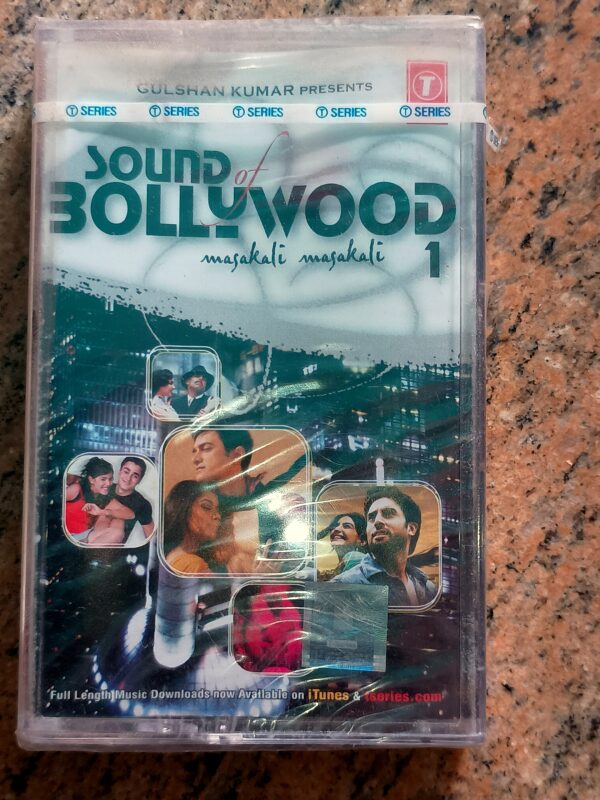 GULSHAN KUMAR PRESENTS
T
T SERIES T SERIES T SERIES T SERIES T SERIES
SOUND of
BOLLYWOOD
masakali masakali 1
Full Length Music Downloads now Available on iTunes & tseries.com